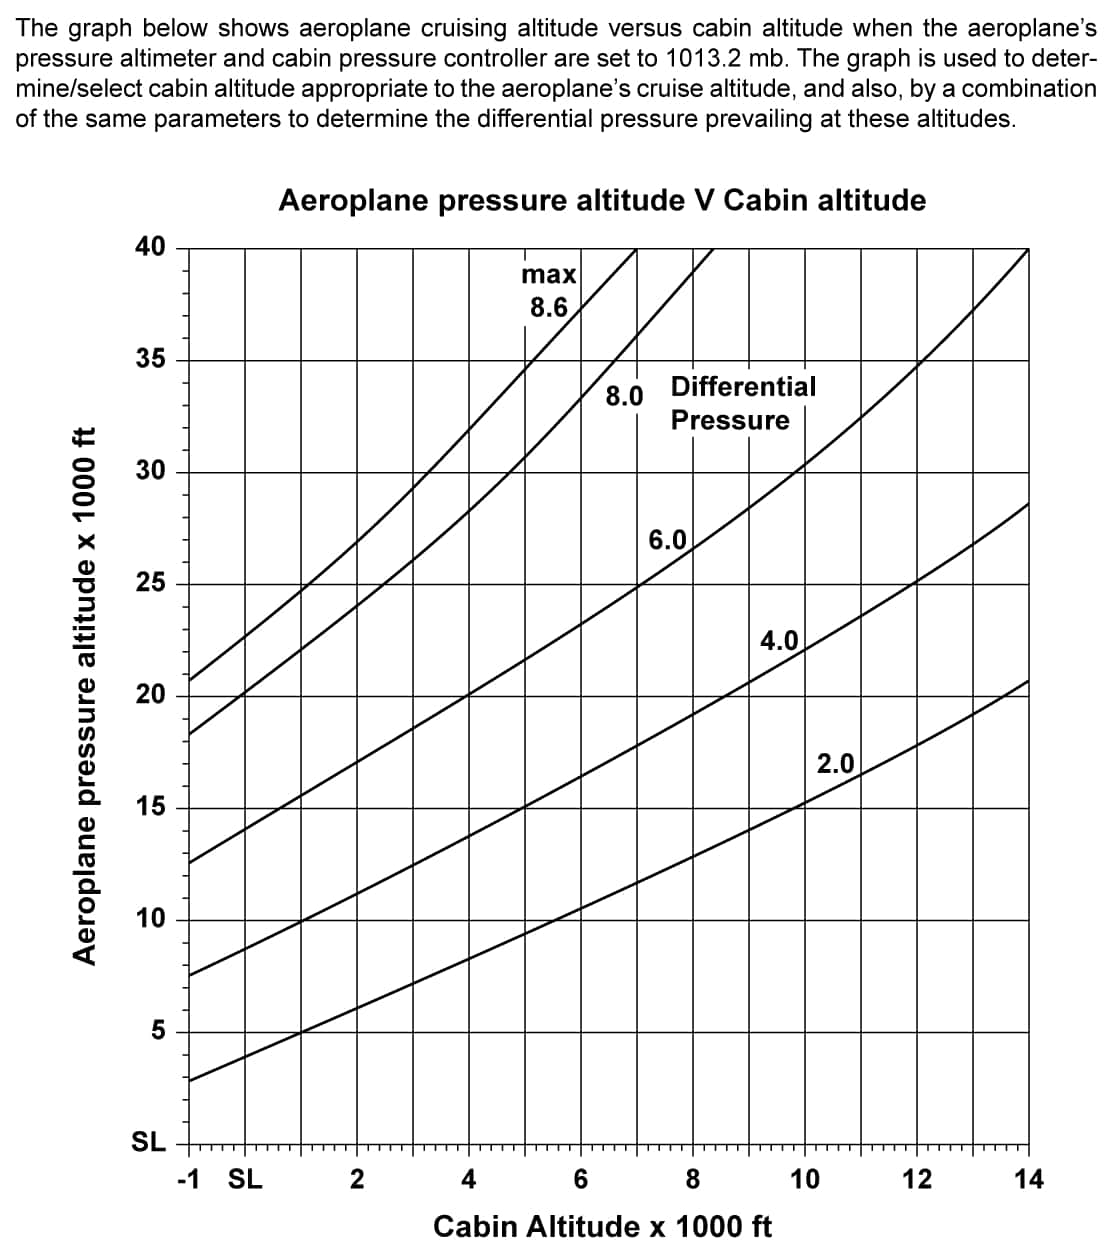 The graph below shows aeroplane cruising altitude versus cabin altitude when the aeroplane’s
pressure altimeter and cabin pressure controller are set to 1013.2 mb. The graph is used to deter-
mine/select cabin altitude appropriate to the aeroplane’s cruise altitude, and also, by a combination
of the same parameters to determine the differential pressure prevailing at these altitudes.
Aeroplane pressure altitude V Cabin altitude
Aeroplane pressure altitude x 1000 ft
40
35
30
25
20
15
10
5
SL
max
8.6
8.0
Differential
Pressure
6.0
4.0
2.0
-1 SL 2 4 6 8 10 12 14
Cabin Altitude x 1000 ft